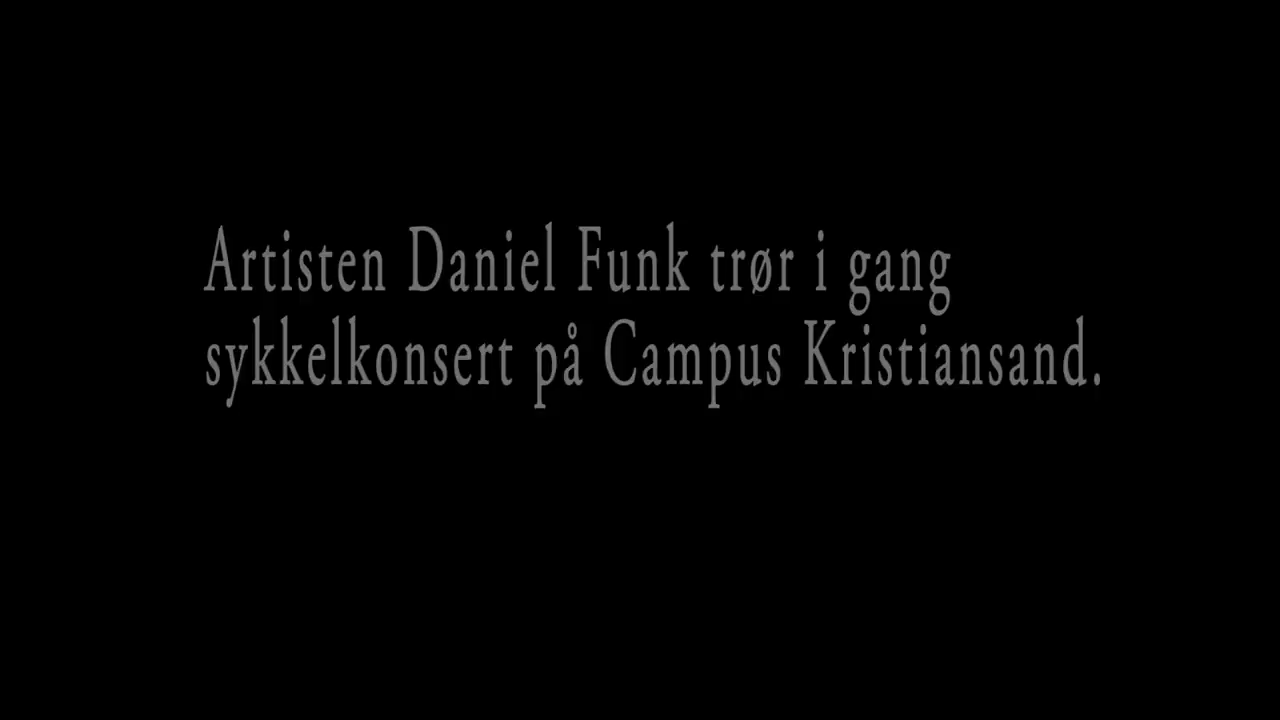 Artisten Daniel Funk trør i gang
sykkelkonsert på Campus Kristiansand.